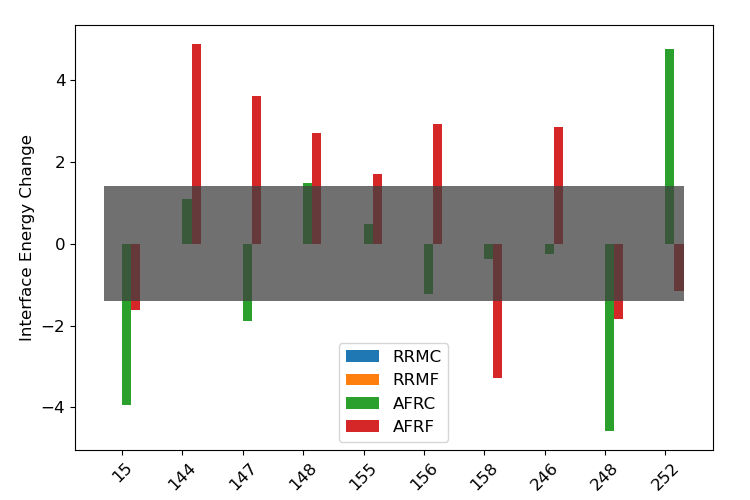 Interface Energy Change
4
2
0
−2
−4
RRMC
RRMF
AFRC
AFRF
15 144 147 148 155 156 158 246 248 252